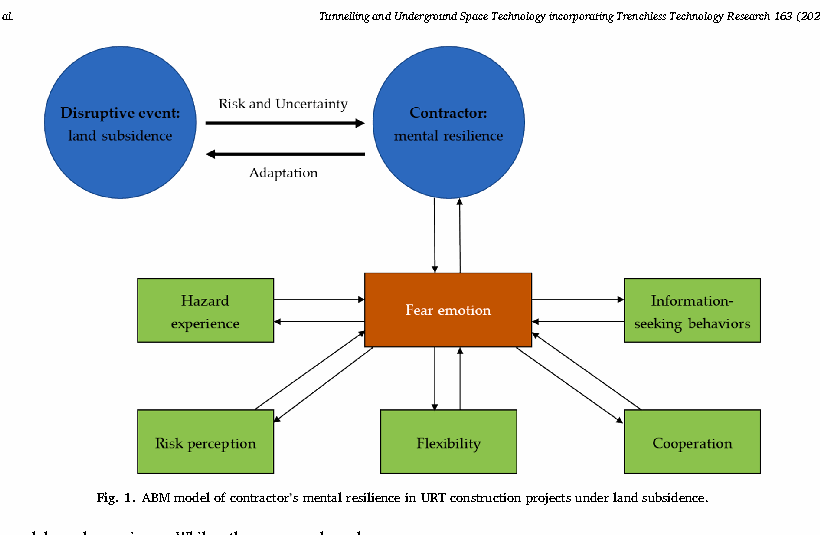 al.
Tunnelling and Underground Space Technology incorporating Trenchless Technology Research 163 (202
Disruptive event:
land subsidence
Risk and Uncertainty
Adaptation
Contractor:
mental resilience
Hazard
experience
Fear emotion
Information-
seeking behaviors
Risk perception
Flexibility
Cooperation
Fig. 1. ABM model of contractor's mental resilience in URT construction projects under land subsidence.